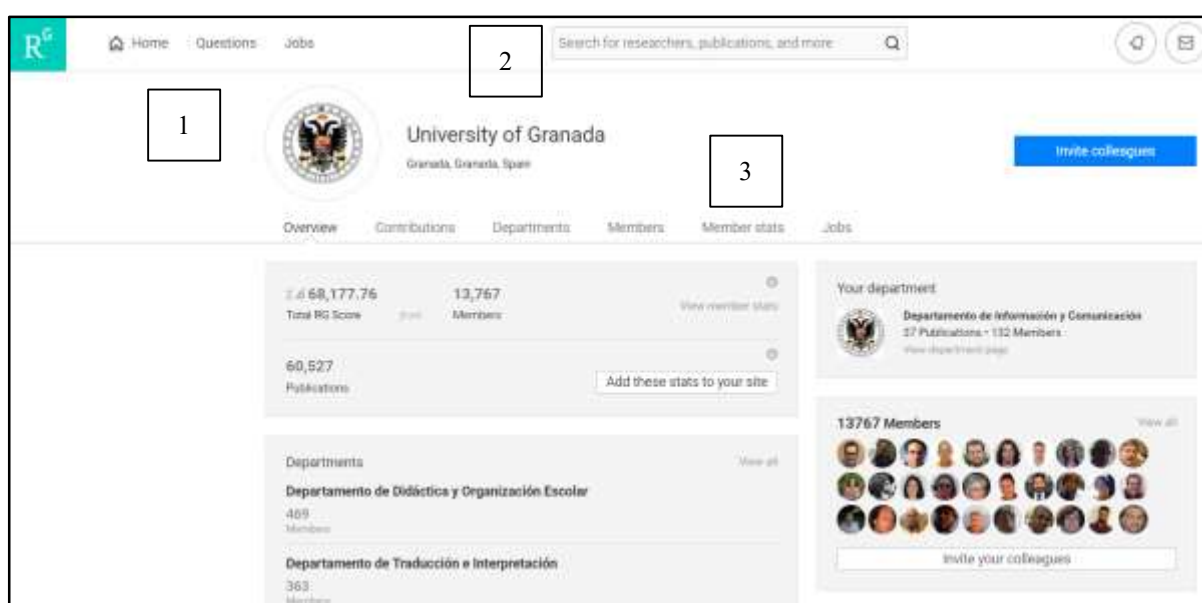 RG
Home Questions Jobs
Search for researchers, publications, and more
1
2
3
University of Granada
Granada, Granada, Spain
Invite colleagues
Overview Contributions Departments Members Member stats Jobs
68,177.76
Total RG Score
13,767
Members
View member stats
60,527
Publications
Add these stats to your site
Departments
View all
Departamento de Didáctica y Organización Escolar
469
Members
Departamento de Traducción e Interpretación
363
Members
Your department
Departamento de Información y Comunicación
37 Publications • 132 Members
View department page
13767 Members
View all
Invite your colleagues